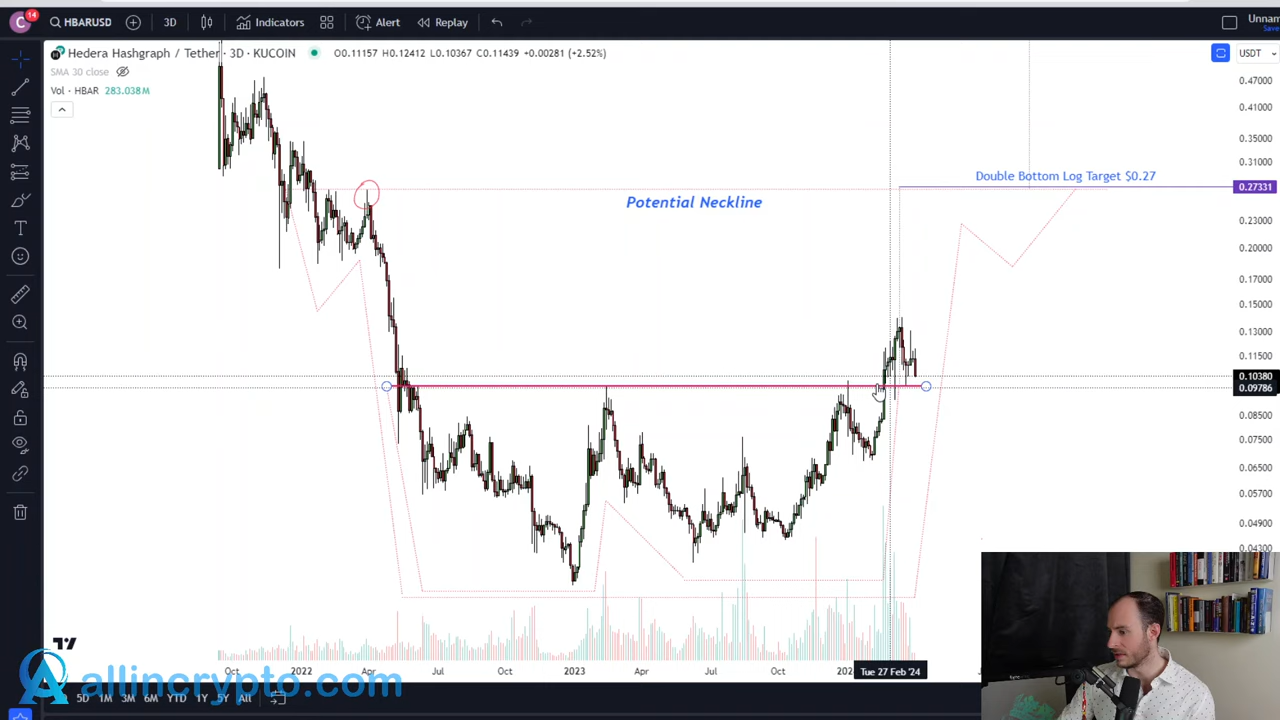 C 14 HBARUSD 3D Indicators Alert Replay Unnam
Save
Hedera Hashgraph / Tether · 3D · KUCOIN O0.11157 H0.12412 L0.10367 C0.11439 +0.00281 (+2.52%) USDT
SMA 30 close
Vol · HBAR 283.038M
0.47000
0.41000
0.35000
0.31000
Double Bottom Log Target $0.27
0.27331
Potential Neckline
0.23000
0.20000
0.17000
0.15000
0.13000
0.11500
0.10380
0.09786
0.08500
0.07500
0.06500
0.05700
0.04900
0.04300
Oct 2022 Apr Jul Oct 2023 Apr Jul Oct 202 Tue 27 Feb '24
allincrypto.com
5D 1M 3M 6M YTD 1Y 5Y All